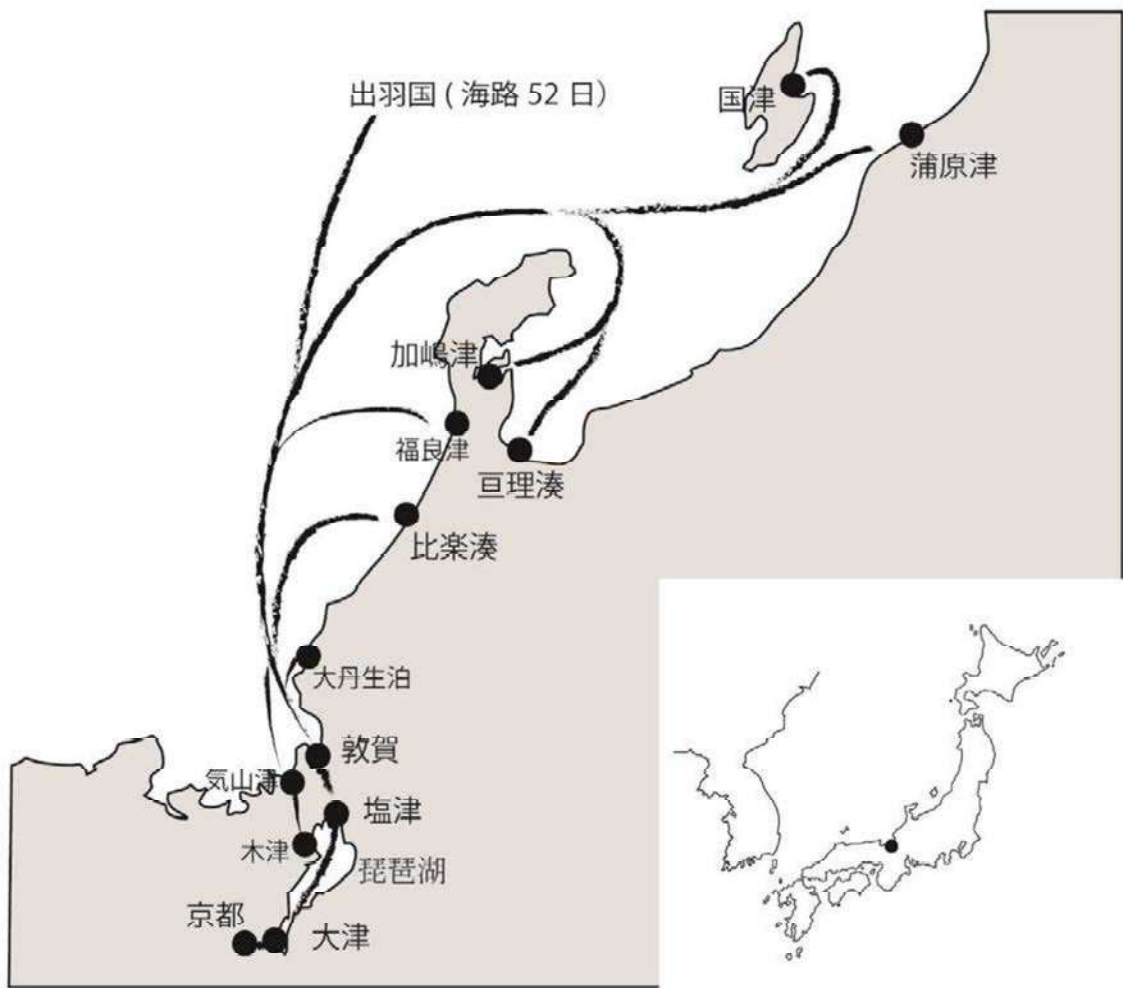 出羽国 ( 海路 52 日）
国津
蒲原津
加嶋津
福良津
亘理湊
比楽湊
大丹生泊
敦賀
気山津
塩津
木津
琵琶湖
京都
大津